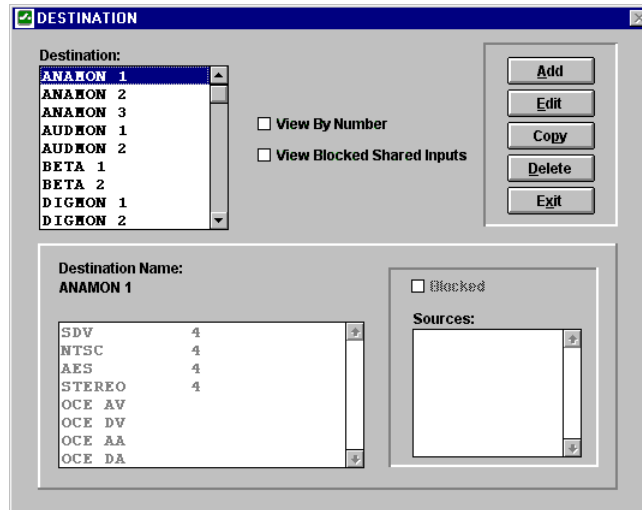 DESTINATION
Destination:
ANAMON 1
ANAMON 2
ANAMON 3
AUDMON 1
AUDMON 2
BETA 1
BETA 2
DIGMON 1
DIGMON 2
View By Number
View Blocked Shared Inputs
Add
Edit
Copy
Delete
Exit
Destination Name:
ANAMON 1
SDV 4
NTSC 4
AES 4
STEREO 4
OCE AV
OCE DV
OCE AA
OCE DA
Blocked
Sources: